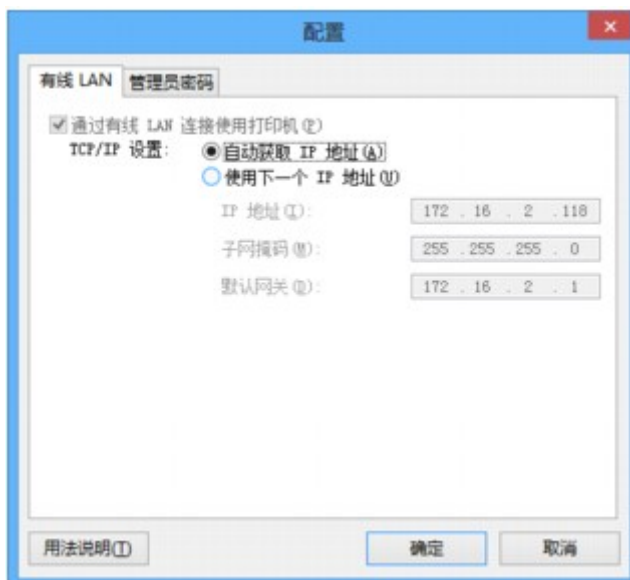 配置
有线 LAN 管理员密码
通过有线 LAN 连接使用打印机(P)
TCP/IP 设置: 自动获取 IP 地址(A)
使用下一个 IP 地址(U)
IP 地址(I): 172 . 16 . 2 .118
子网掩码(M): 255 .255 .255 . 0
默认网关(D): 172 . 16 . 2 . 1
用法说明(T) 确定 取消